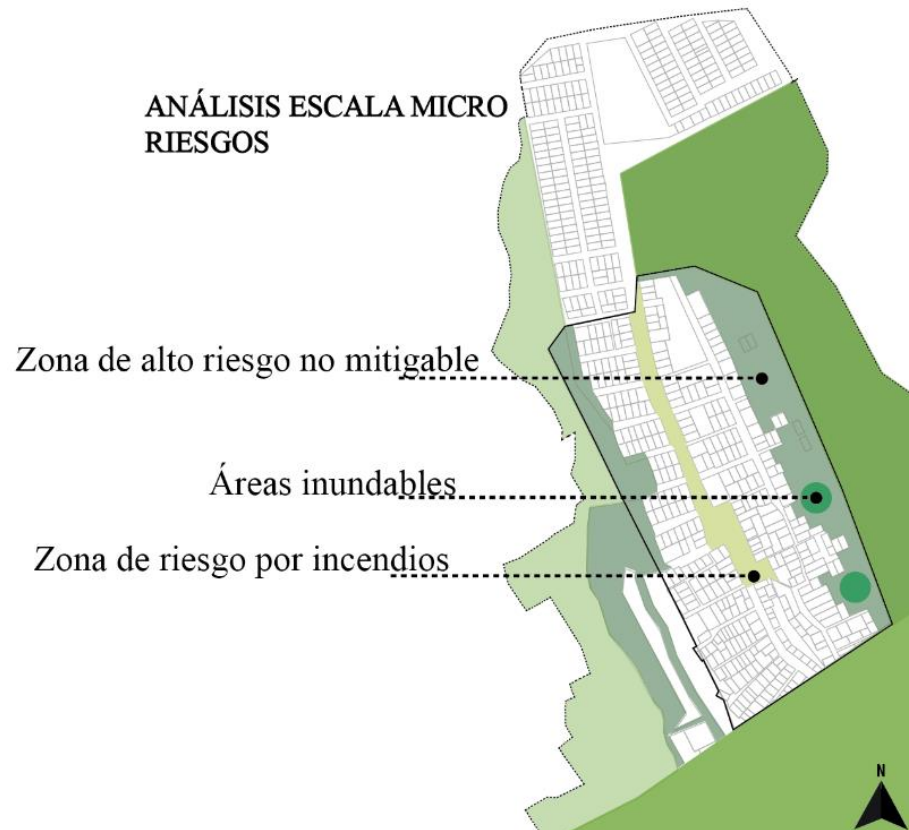 ANÁLISIS ESCALA MICRO
RIESGOS
Zona de alto riesgo no mitigable
Áreas inundables
Zona de riesgo por incendios
N